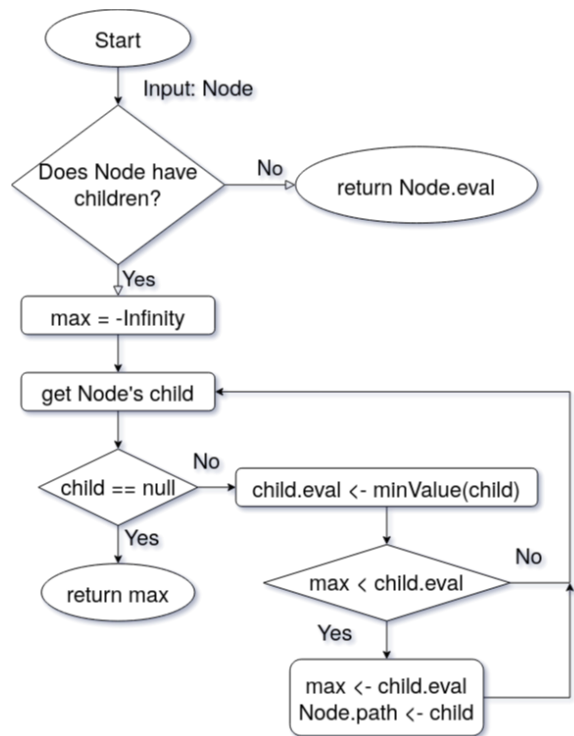 Start
Input: Node
Does Node have
children?
No
return Node.eval
Yes
max = -Infinity
get Node's child
child == null
No
child.eval <- minValue(child)
Yes
return max
max < child.eval
No
Yes
max <- child.eval
Node.path <- child